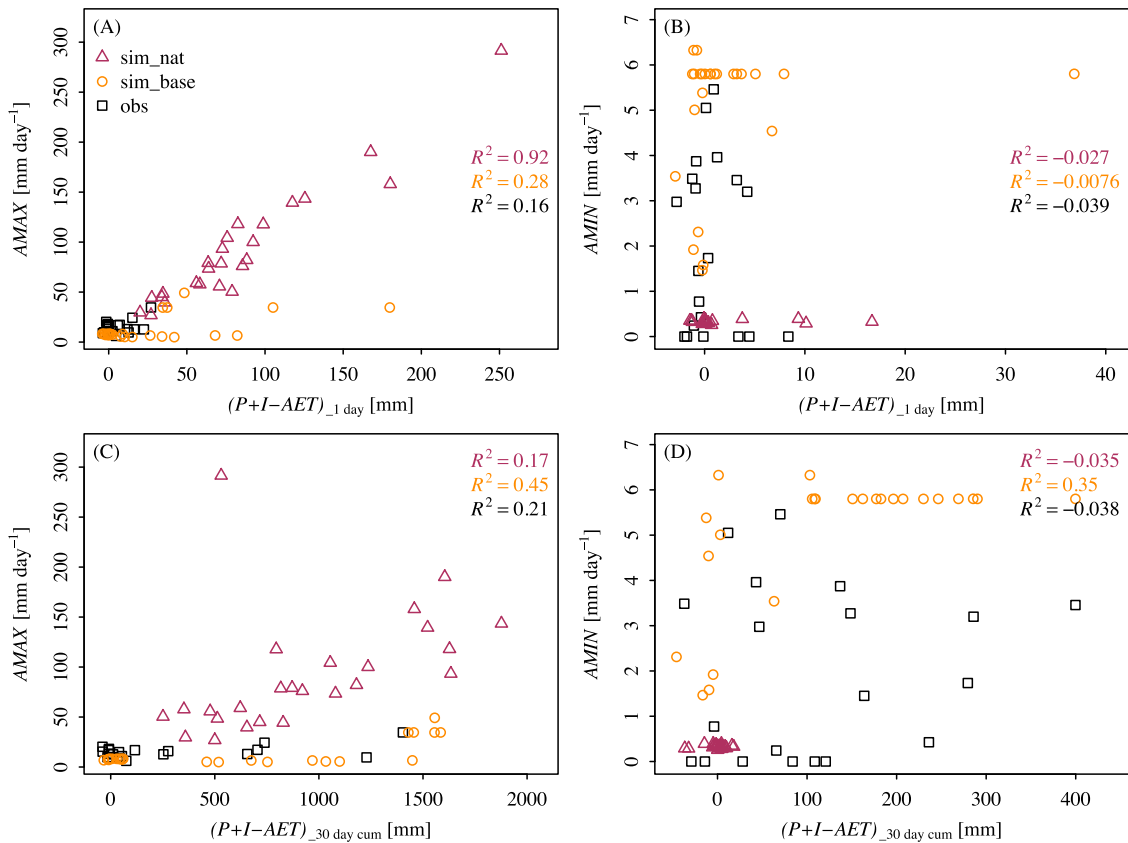 (A)
sim_nat
sim_base
obs
R² = 0.92
R² = 0.28
R² = 0.16
AMAX [mm day⁻¹]
0 50 100 150 200 250 300
0 50 100 150 200 250
(P+I−AET)_1 day [mm]
(B)
R² = −0.027
R² = −0.0076
R² = −0.039
AMIN [mm day⁻¹]
0 1 2 3 4 5 6 7
0 10 20 30 40
(P+I−AET)_1 day [mm]
(C)
R² = 0.17
R² = 0.45
R² = 0.21
AMAX [mm day⁻¹]
0 50 100 150 200 250 300
0 500 1000 1500 2000
(P+I−AET)_30 day cum [mm]
(D)
R² = −0.035
R² = 0.35
R² = −0.038
AMIN [mm day⁻¹]
0 1 2 3 4 5 6 7
0 100 200 300 400
(P+I−AET)_30 day cum [mm]